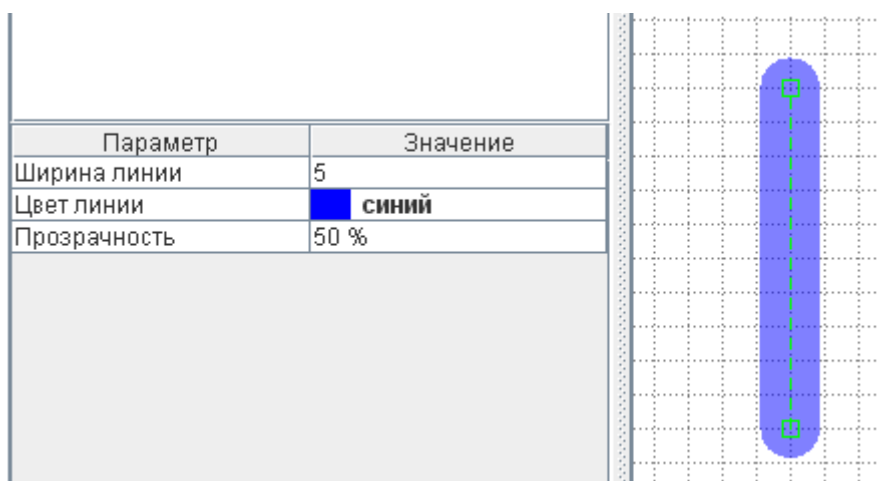 Параметр Значение
Ширина линии 5
Цвет линии синий
Прозрачность 50 %